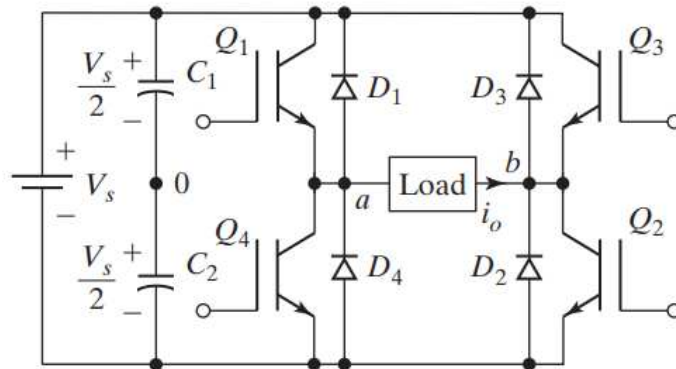 Q1
Q3
Vs/2
+
−
C1
D1
D3
+
Vs
−
0
a
Load
b
io
Q4
Q2
Vs/2
+
−
C2
D4
D2